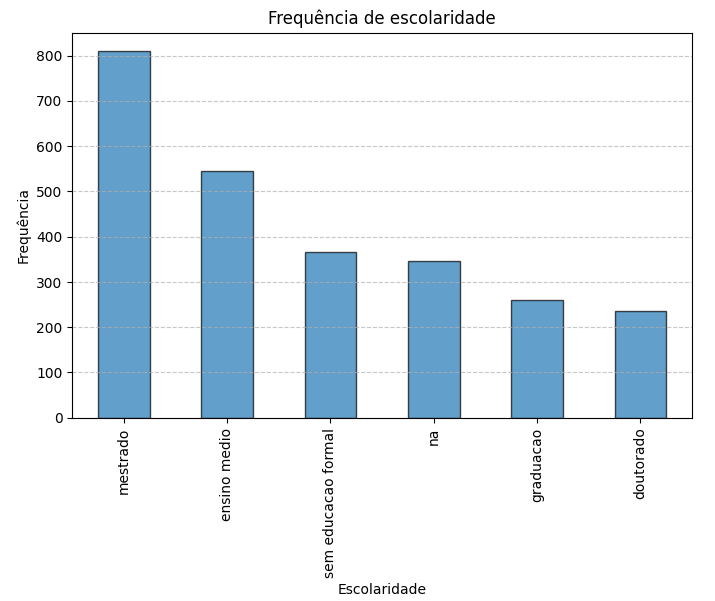 Frequência de escolaridade
Frequência
800
700
600
500
400
300
200
100
0
mestrado
ensino medio
sem educacao formal
na
graduacao
doutorado
Escolaridade